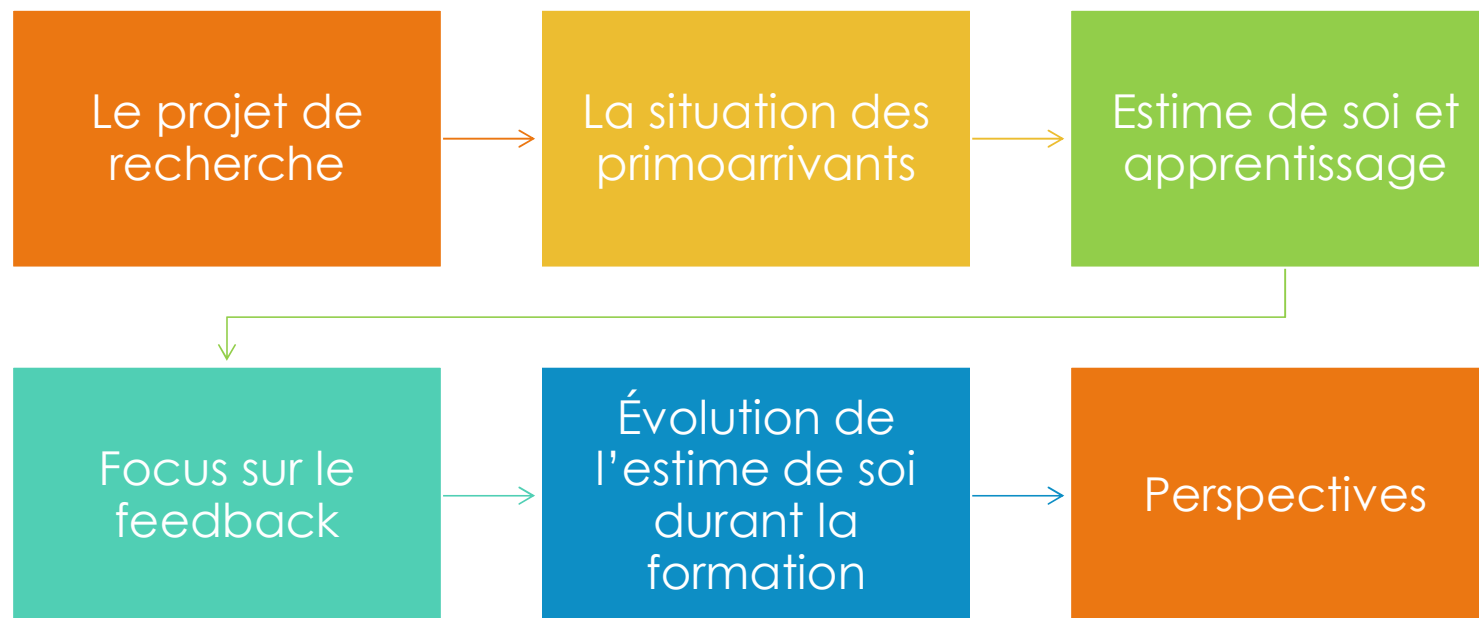 Le projet de
recherche
La situation des
primoarrivants
Estime de soi et
apprentissage
Focus sur le
feedback
Évolution de
l’estime de soi
durant la
formation
Perspectives